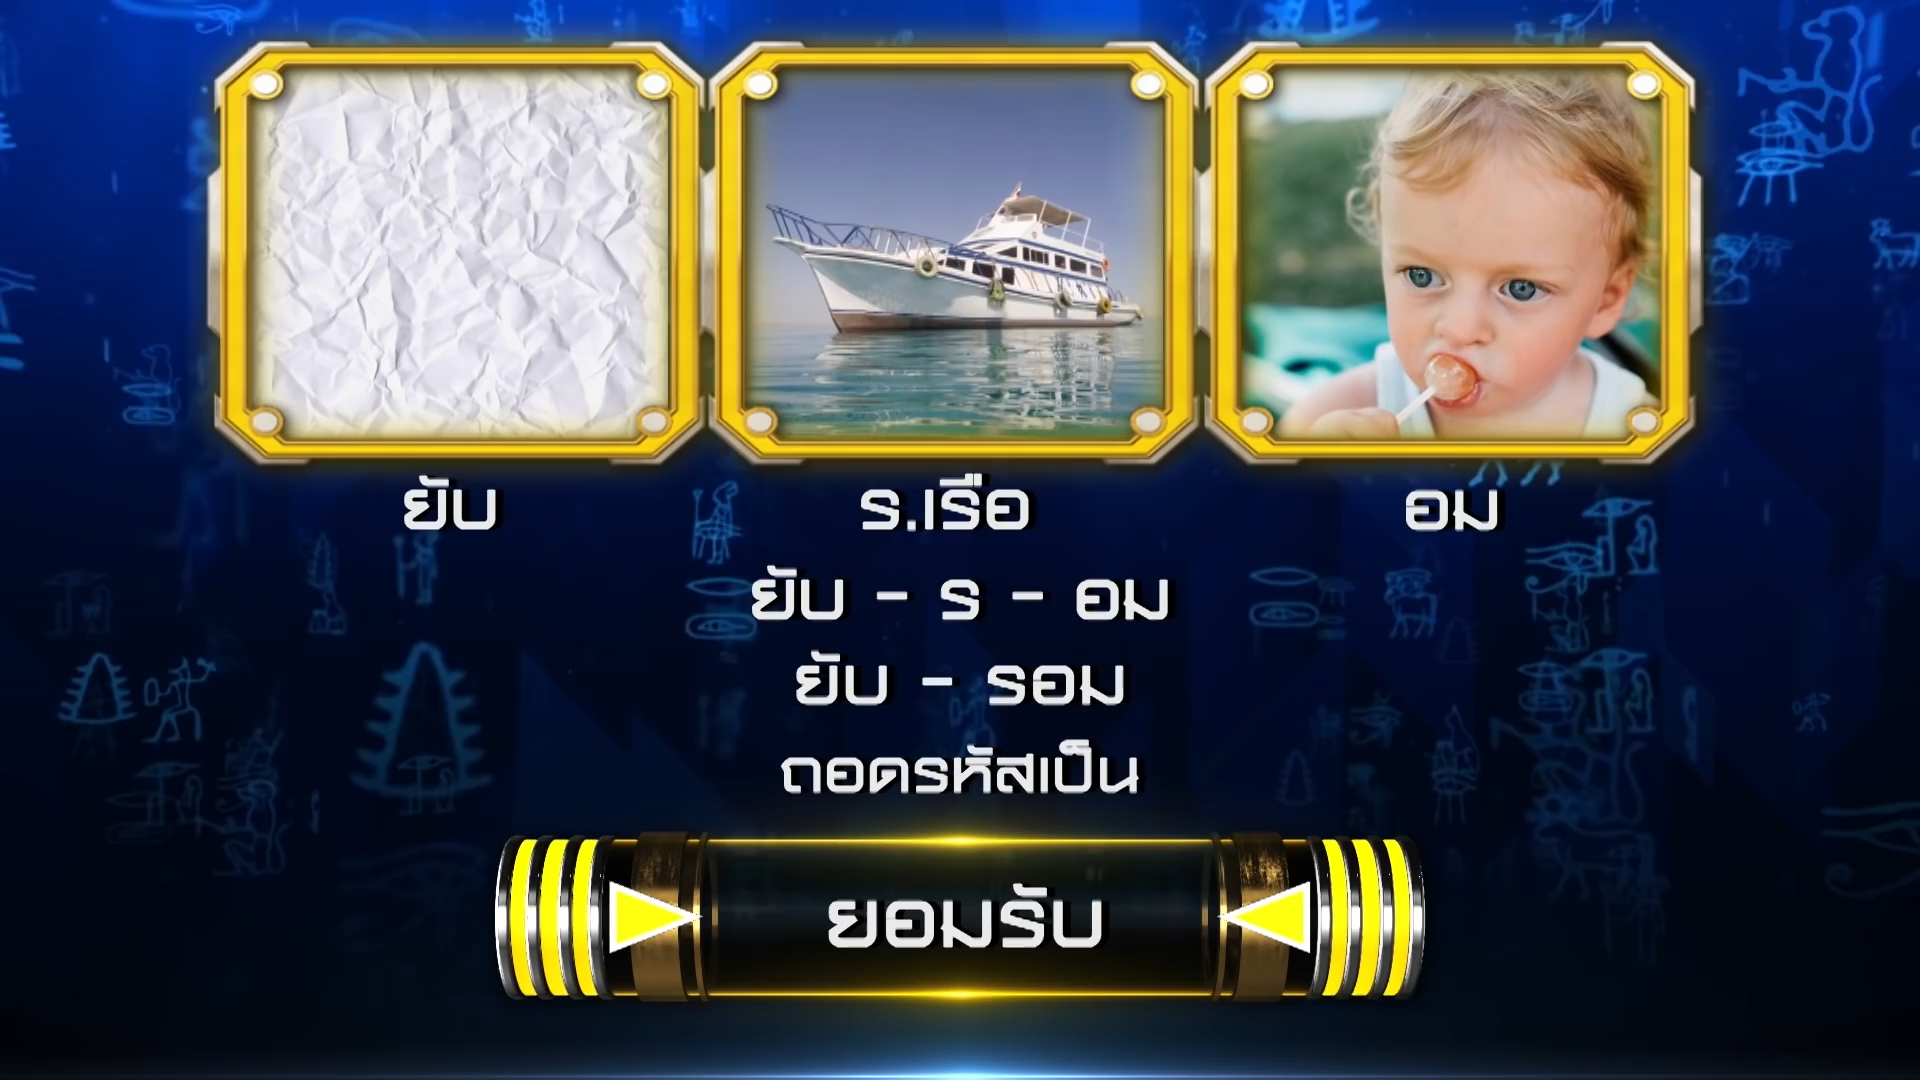 ยับ ร.เรือ อม
ยับ - ร - อม
ยับ - รอม
ถอดรหัสเป็น
ยอมรับ